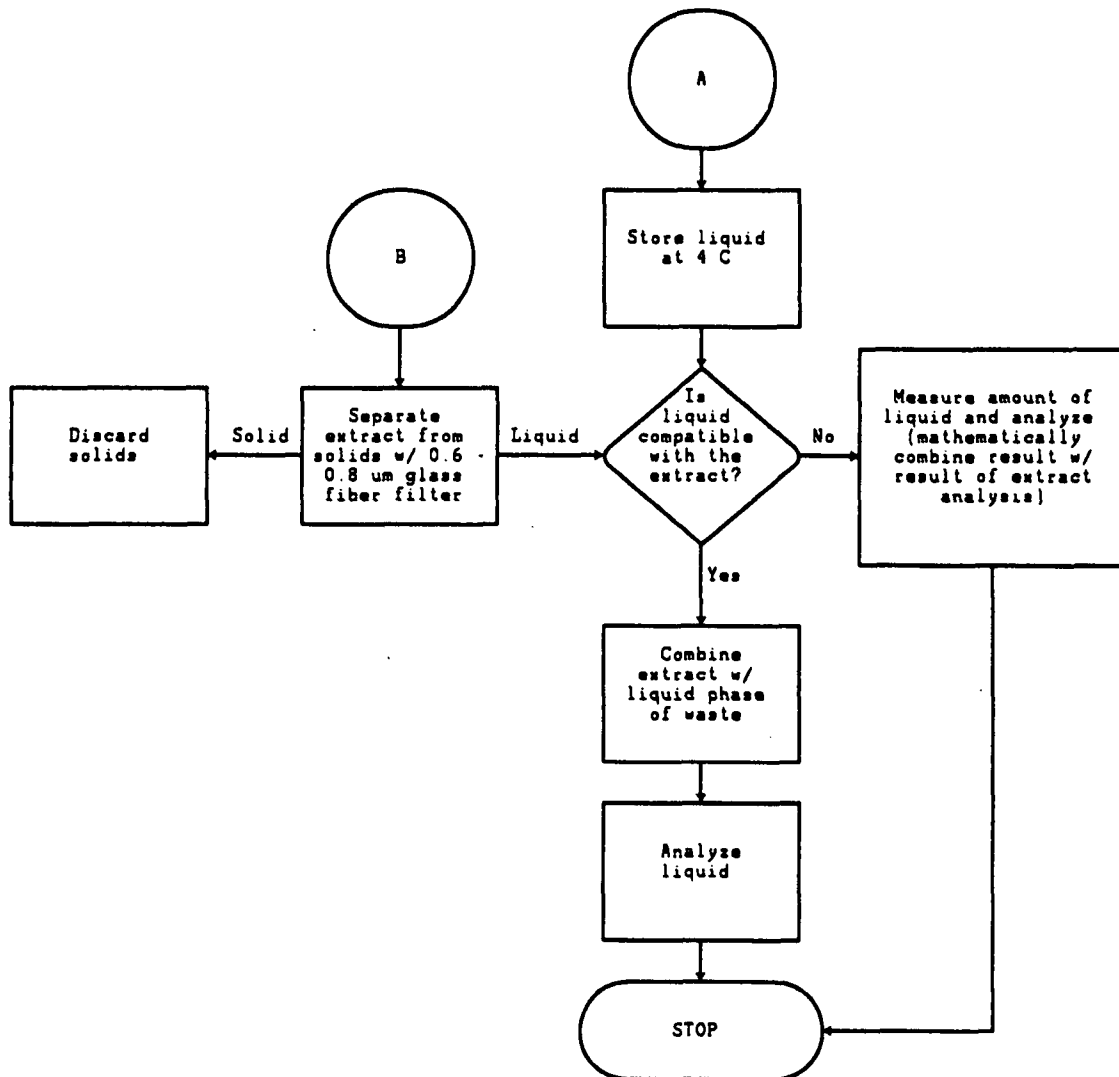 A
Store liquid
at 4 C
B
Discard
solids
Solid
Separate
extract from
solids w/ 0.6 -
0.8 um glass
fiber filter
Liquid
Is
liquid
compatible
with the
extract?
No
Measure amount of
liquid and analyze
(mathematically
combine result w/
result of extract
analysis)
Yes
Combine
extract w/
liquid phase
of waste
Analyze
liquid
STOP